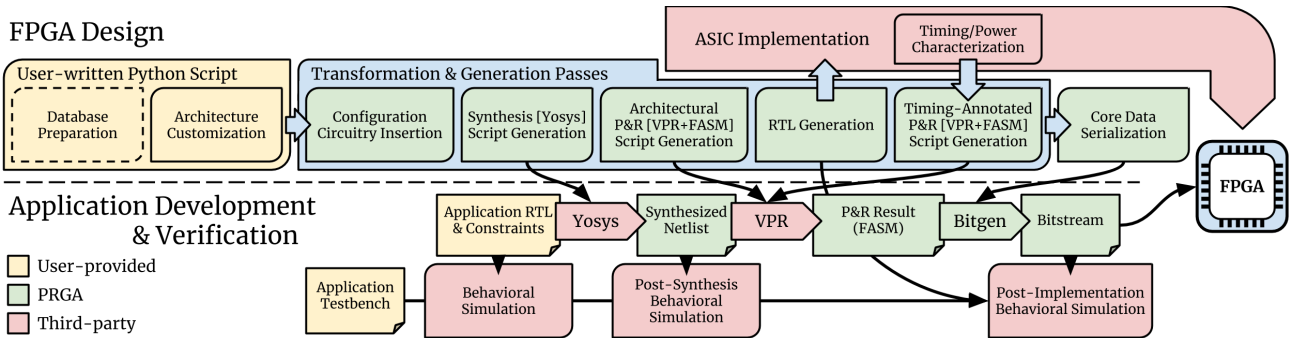 FPGA Design
User-written Python Script
Database
Preparation
Architecture
Customization
Transformation & Generation Passes
Configuration
Circuitry Insertion
Synthesis [Yosys]
Script Generation
Architectural
P&R [VPR+FASM]
Script Generation
RTL Generation
Timing-Annotated
P&R [VPR+FASM]
Script Generation
Core Data
Serialization
ASIC Implementation
Timing/Power
Characterization
FPGA
Application Development
& Verification
User-provided
PRGA
Third-party
Application RTL
& Constraints
Yosys
Synthesized
Netlist
VPR
P&R Result
(FASM)
Bitgen
Bitstream
Application
Testbench
Behavioral
Simulation
Post-Synthesis
Behavioral
Simulation
Post-Implementation
Behavioral Simulation